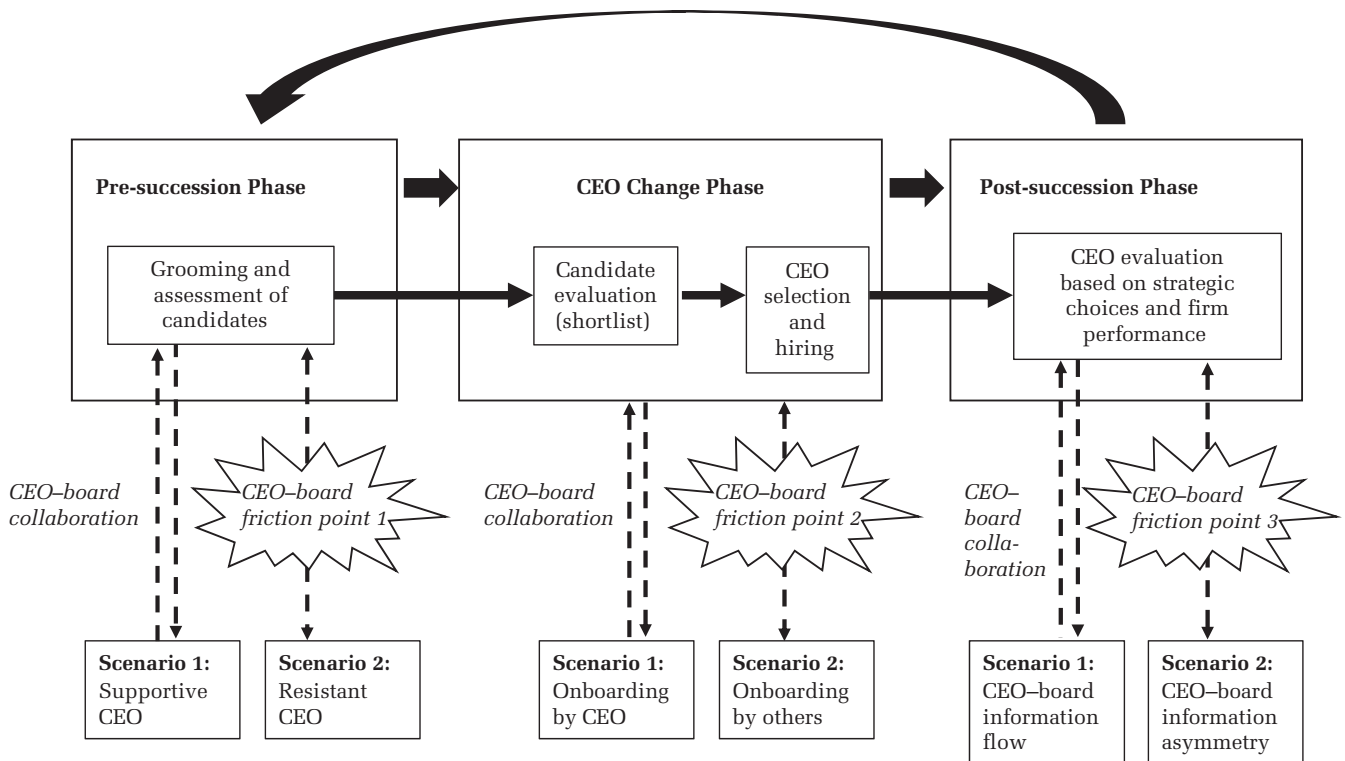 Pre-succession Phase
CEO Change Phase
Post-succession Phase
Grooming and
assessment of
candidates
Candidate
evaluation
(shortlist)
CEO
selection
and
hiring
CEO evaluation
based on strategic
choices and firm
performance
CEO–board
collaboration
CEO–board
friction point 1
CEO–board
collaboration
CEO–board
friction point 2
CEO–
board
colla-
boration
CEO–board
friction point 3
Scenario 1:
Supportive
CEO
Scenario 2:
Resistant
CEO
Scenario 1:
Onboarding
by CEO
Scenario 2:
Onboarding
by others
Scenario 1:
CEO–board
information
flow
Scenario 2:
CEO–board
information
asymmetry